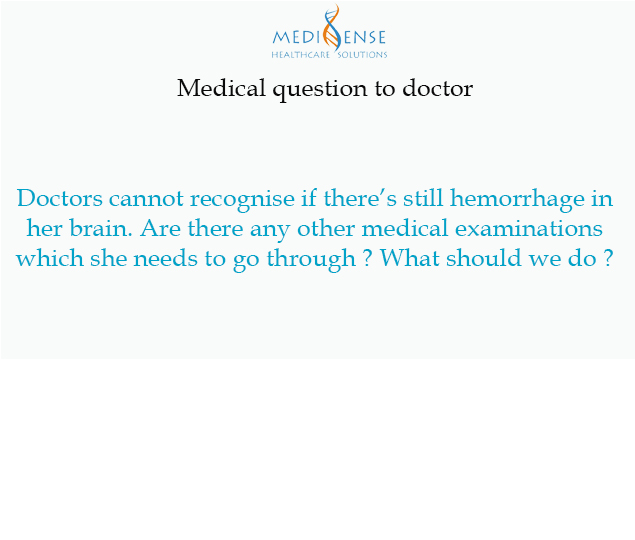 MEDISENSE
HEALTHCARE SOLUTIONS
Medical question to doctor
Doctors cannot recognise if there’s still hemorrhage in
her brain. Are there any other medical examinations
which she needs to go through ? What should we do ?